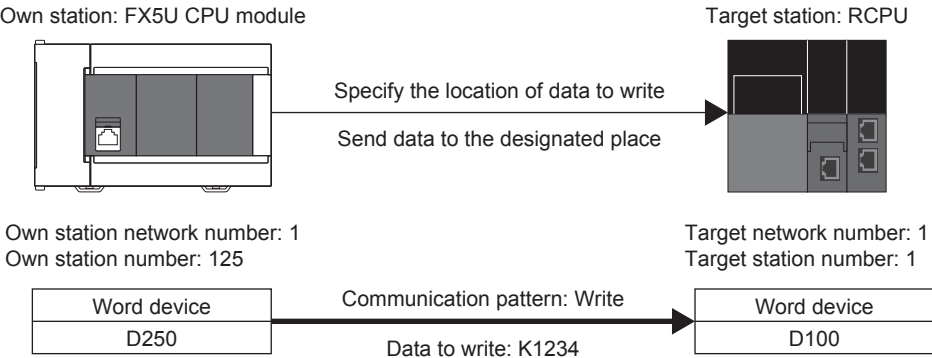 Own station: FX5U CPU module
Target station: RCPU
Specify the location of data to write
Send data to the designated place
Own station network number: 1
Own station number: 125
Target network number: 1
Target station number: 1
Word device
D250
Communication pattern: Write
Data to write: K1234
Word device
D100